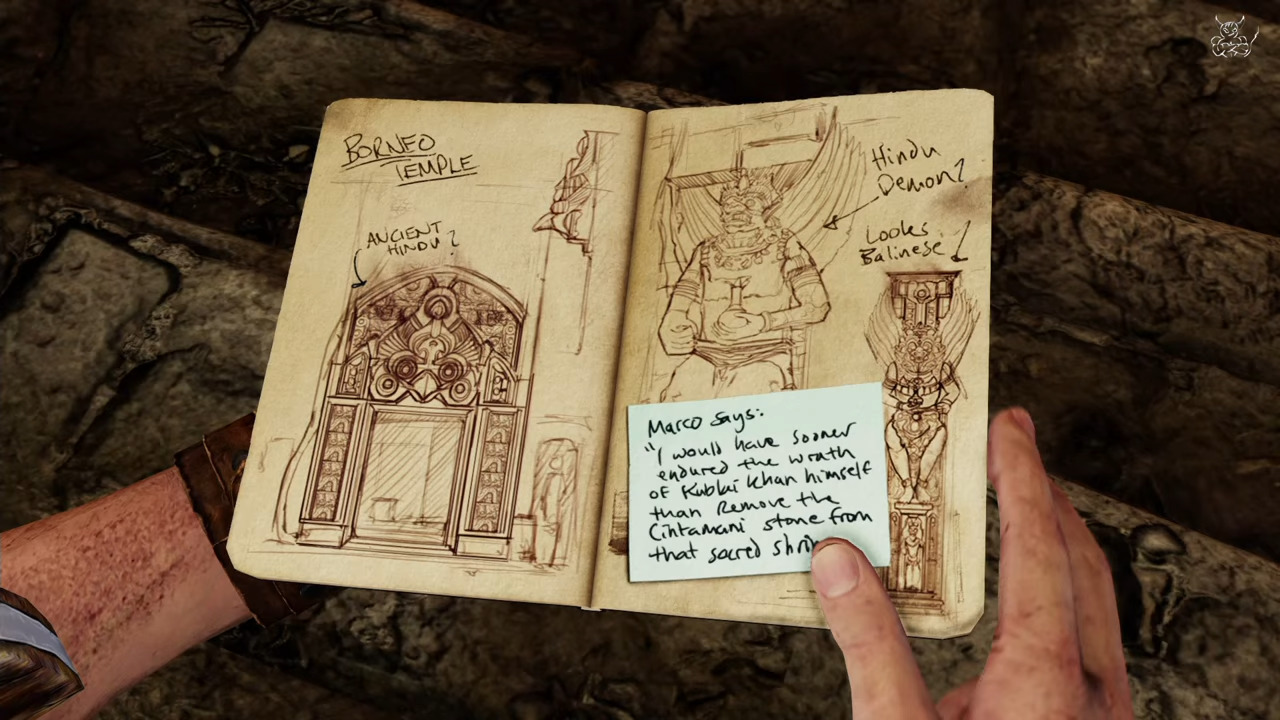 BORNEO
TEMPLE
ANCIENT
HINDU?
Hindu
Demon?
Looks
Balinese!
Marco says:
"I would have sooner
endured the wrath
of Kublai Khan himself
than remove the
Cintamani stone from
that sacred